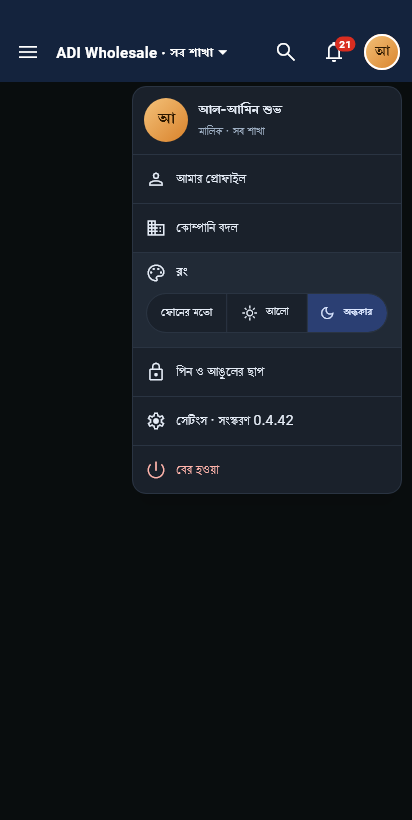 ADI Wholesale · সব শাখা
21
আ
আ
আল-আমিন শুভ
মালিক · সব শাখা
আমার প্রোফাইল
কোম্পানি বদল
রং
ফোনের মতো
আলো
অন্ধকার
পিন ও আঙুলের ছাপ
সেটিংস · সংস্করণ 0.4.42
বের হওয়া